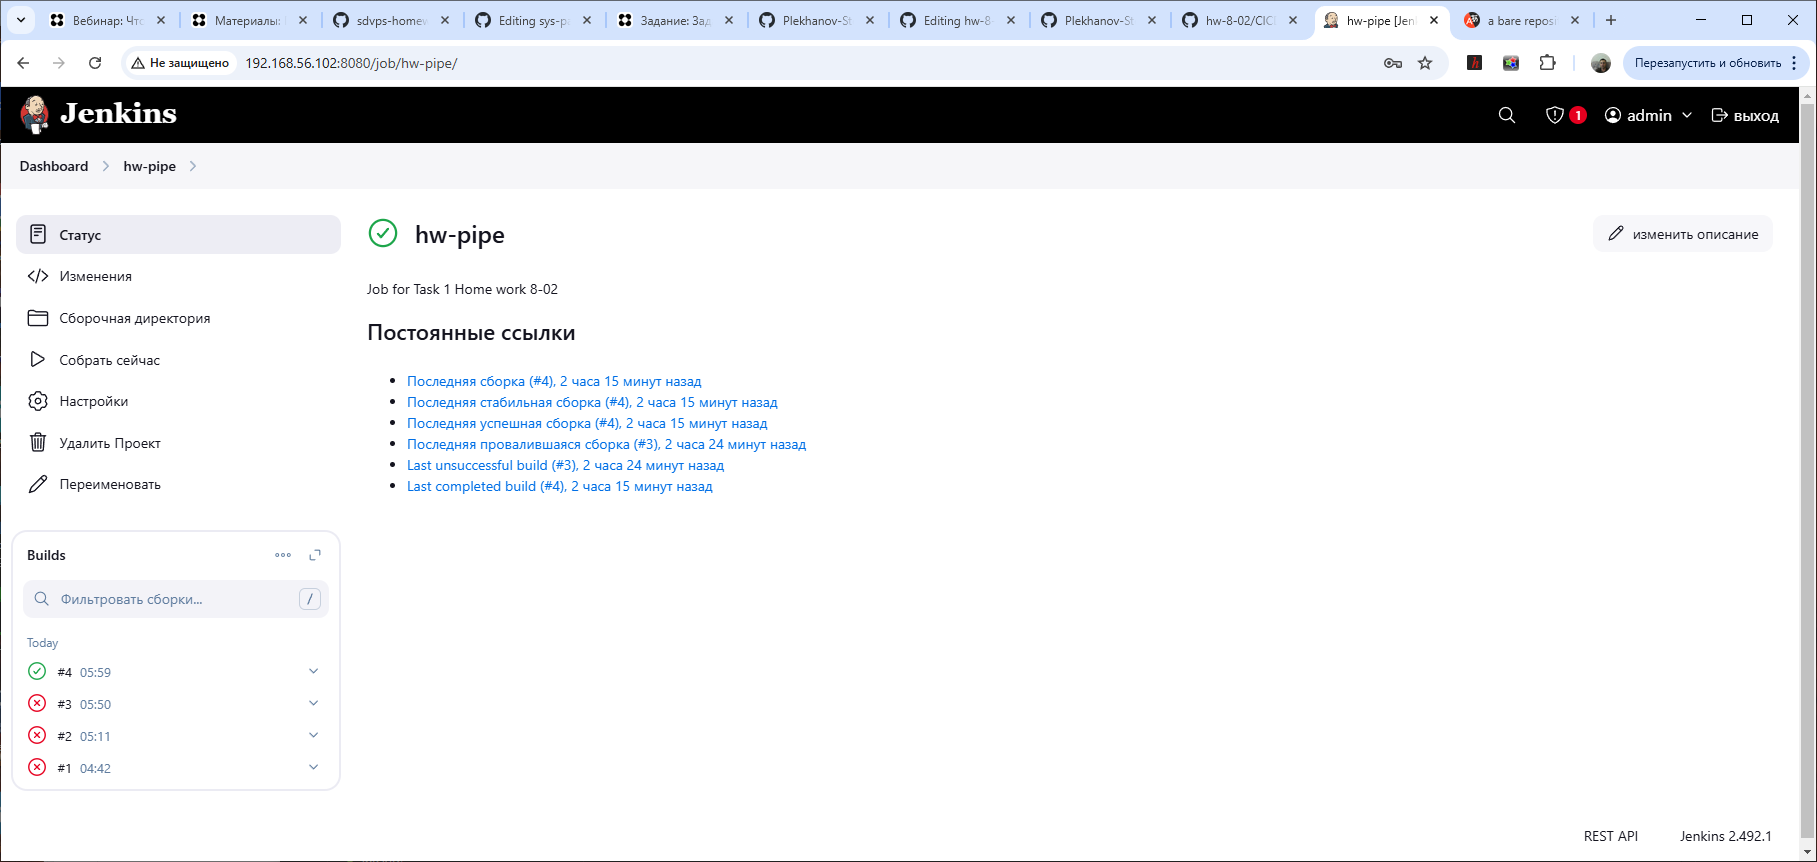 Вебинар: Что
Материалы:
sdvps-homew
Editing sys-pa
Задание: Зад
Plekhanov-St
Editing hw-8-
Plekhanov-St
hw-8-02/CICD
hw-pipe [Jenk
a bare reposi
Не защищено
192.168.56.102:8080/job/hw-pipe/
Перезапустить и обновить
Jenkins
1
admin
выход
Dashboard
hw-pipe
Статус
Изменения
Сборочная директория
Собрать сейчас
Настройки
Удалить Проект
Переименовать
hw-pipe
изменить описание
Job for Task 1 Home work 8-02
Постоянные ссылки
Последняя сборка (#4), 2 часа 15 минут назад
Последняя стабильная сборка (#4), 2 часа 15 минут назад
Последняя успешная сборка (#4), 2 часа 15 минут назад
Последняя провалившаяся сборка (#3), 2 часа 24 минут назад
Last unsuccessful build (#3), 2 часа 24 минут назад
Last completed build (#4), 2 часа 15 минут назад
Builds
Фильтровать сборки...
/
Today
#4 05:59
#3 05:50
#2 05:11
#1 04:42
REST API
Jenkins 2.492.1